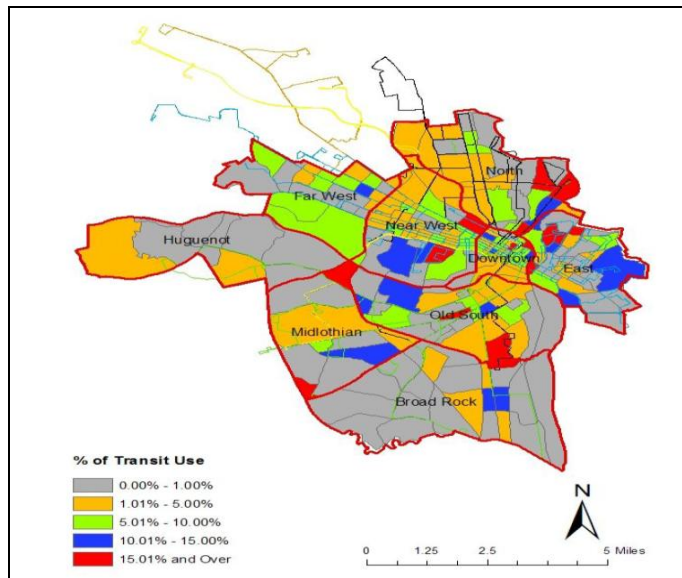 North
Far West
Near West
Huguenot
Downtown
East
Old South
Midlothian
Broad Rock
% of Transit Use
0.00% - 1.00%
1.01% - 5.00%
5.01% - 10.00%
10.01% - 15.00%
15.01% and Over
N
0 1.25 2.5 5 Miles